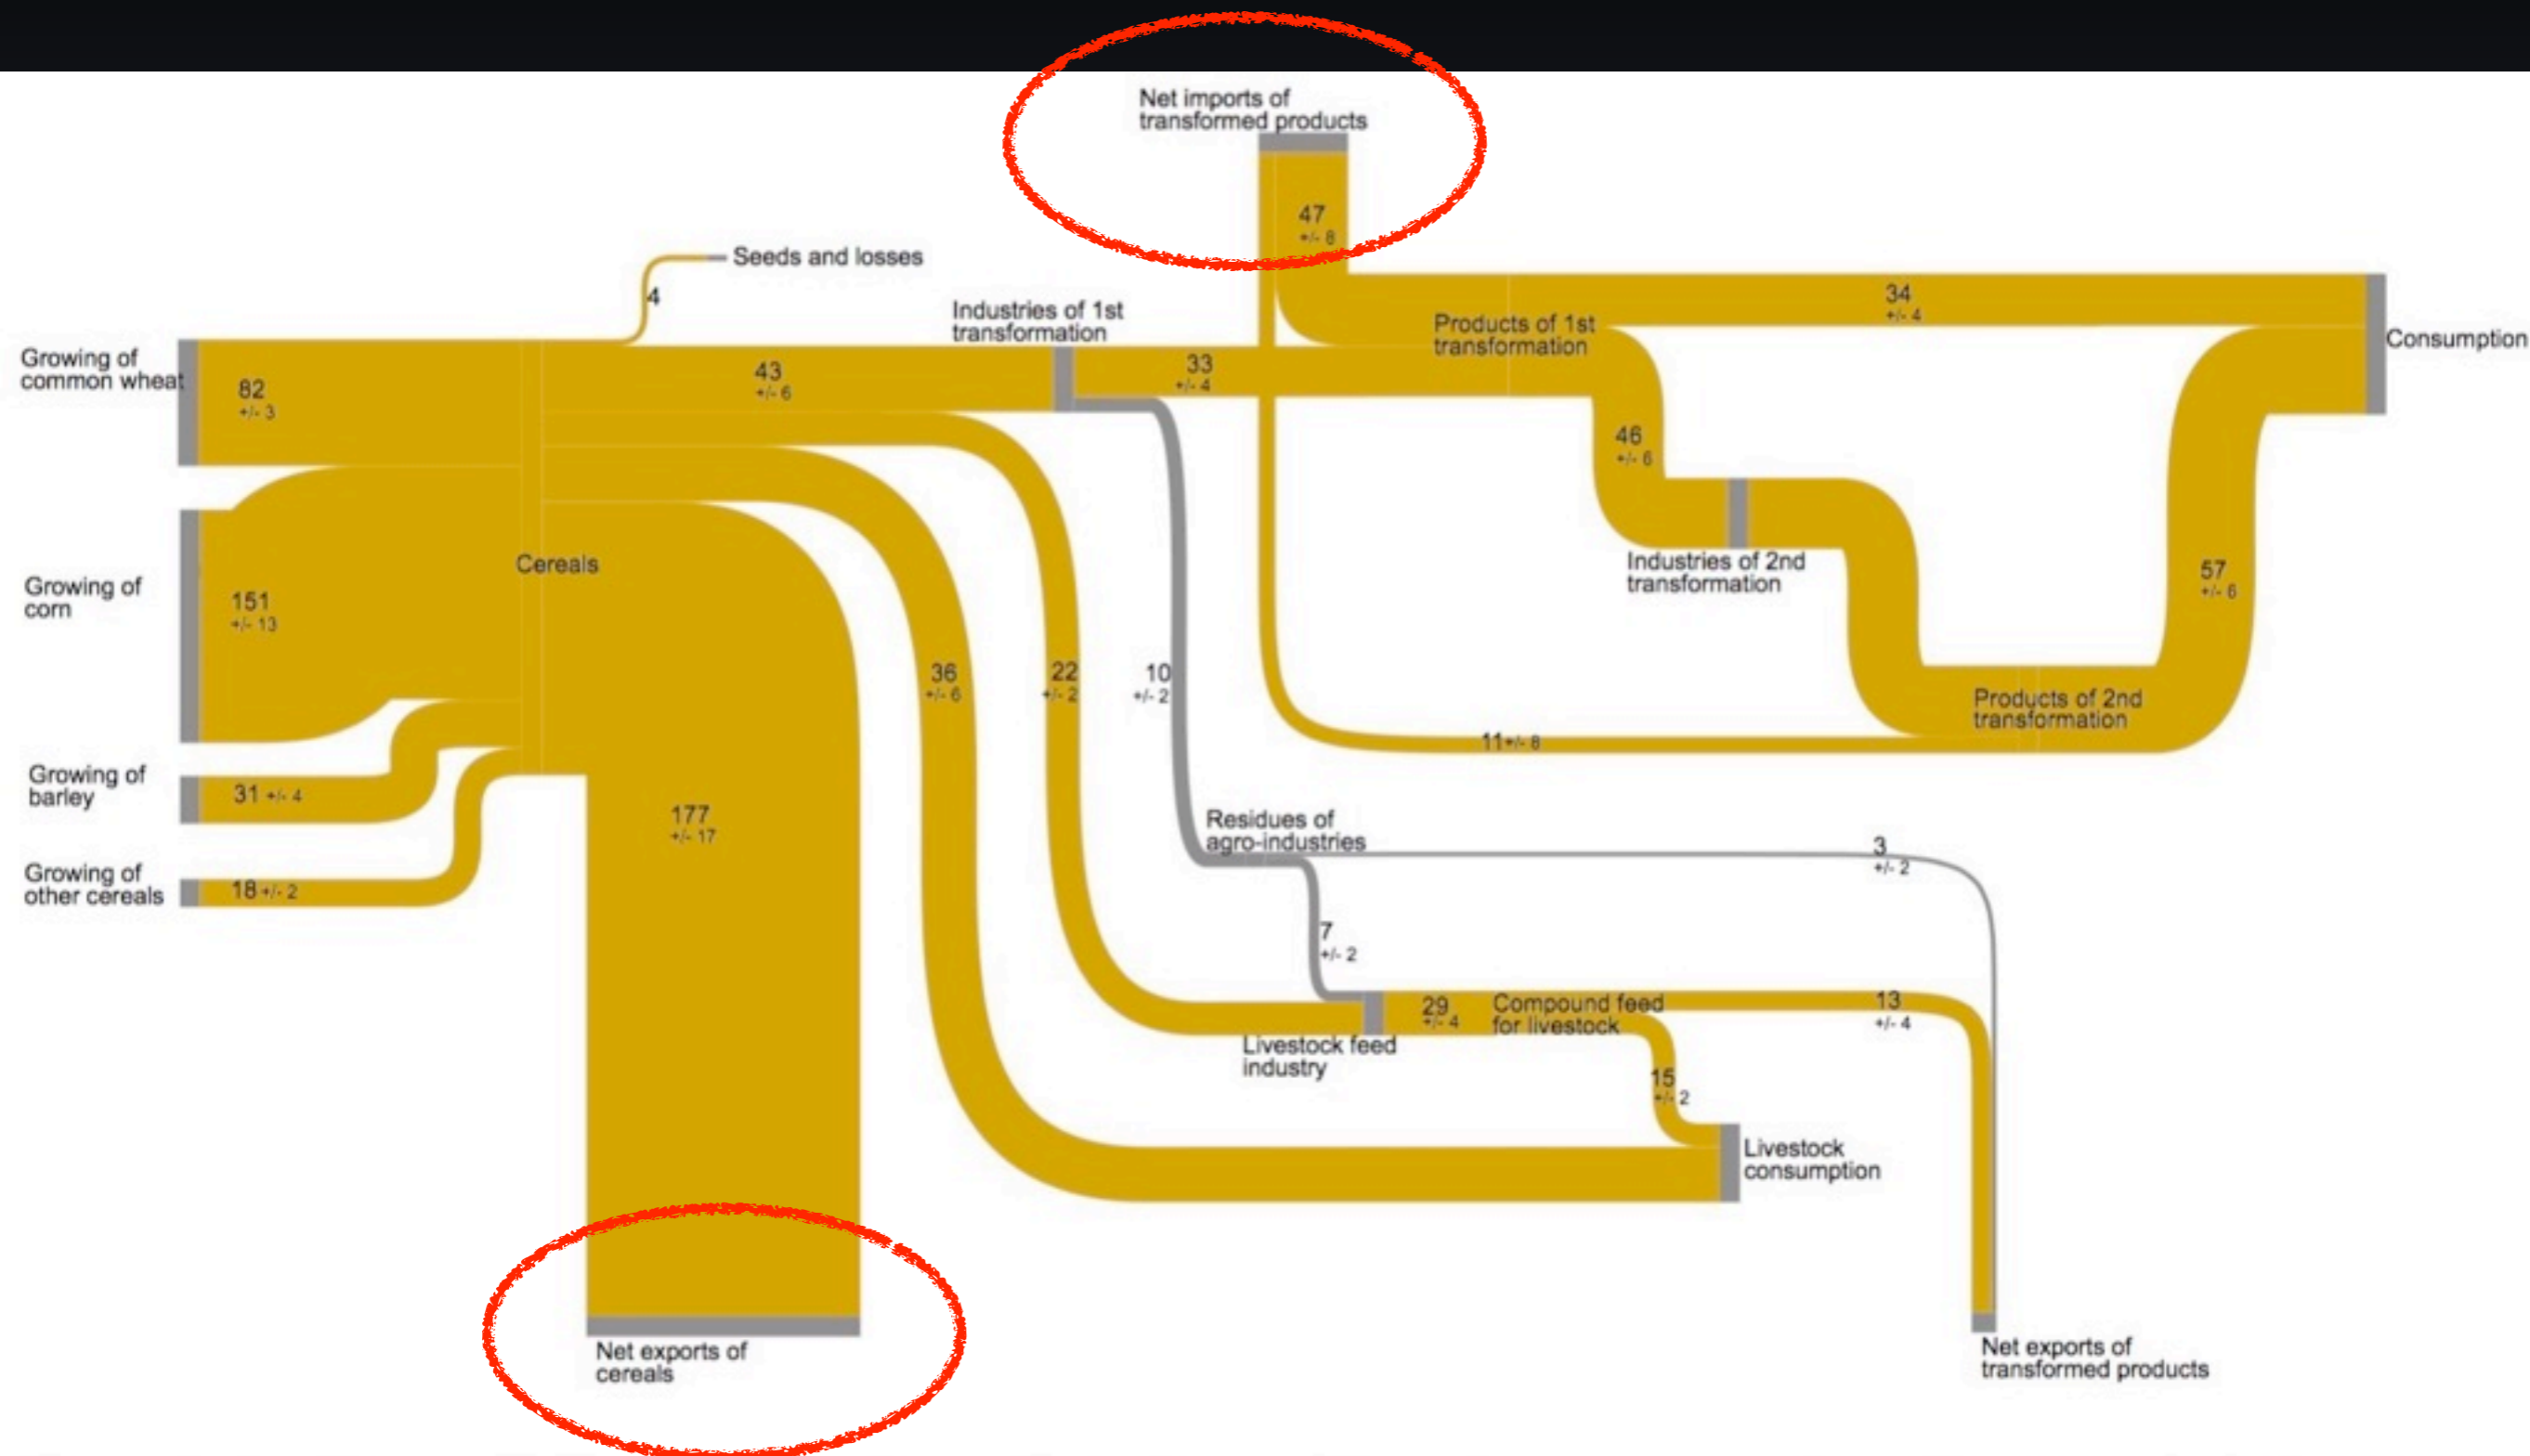 Net imports of
transformed products
47
+/- 8
Seeds and losses
4
34
+/- 4
Industries of 1st
transformation
Products of 1st
transformation
Consumption
Growing of
common wheat
82
+/- 3
43
+/- 6
33
+/- 4
46
+/- 6
Cereals
Industries of 2nd
transformation
57
+/- 6
Growing of
corn
151
+/- 13
36
+/- 6
22
+/- 2
10
+/- 2
Products of 2nd
transformation
11+/- 8
Growing of
barley
31 +/- 4
177
+/- 17
Residues of
agro-industries
3
+/- 2
Growing of
other cereals
18 +/- 2
7
+/- 2
29
+/- 4
Compound feed
for livestock
13
+/- 4
Livestock feed
industry
15
+/- 2
Livestock
consumption
Net exports of
cereals
Net exports of
transformed products